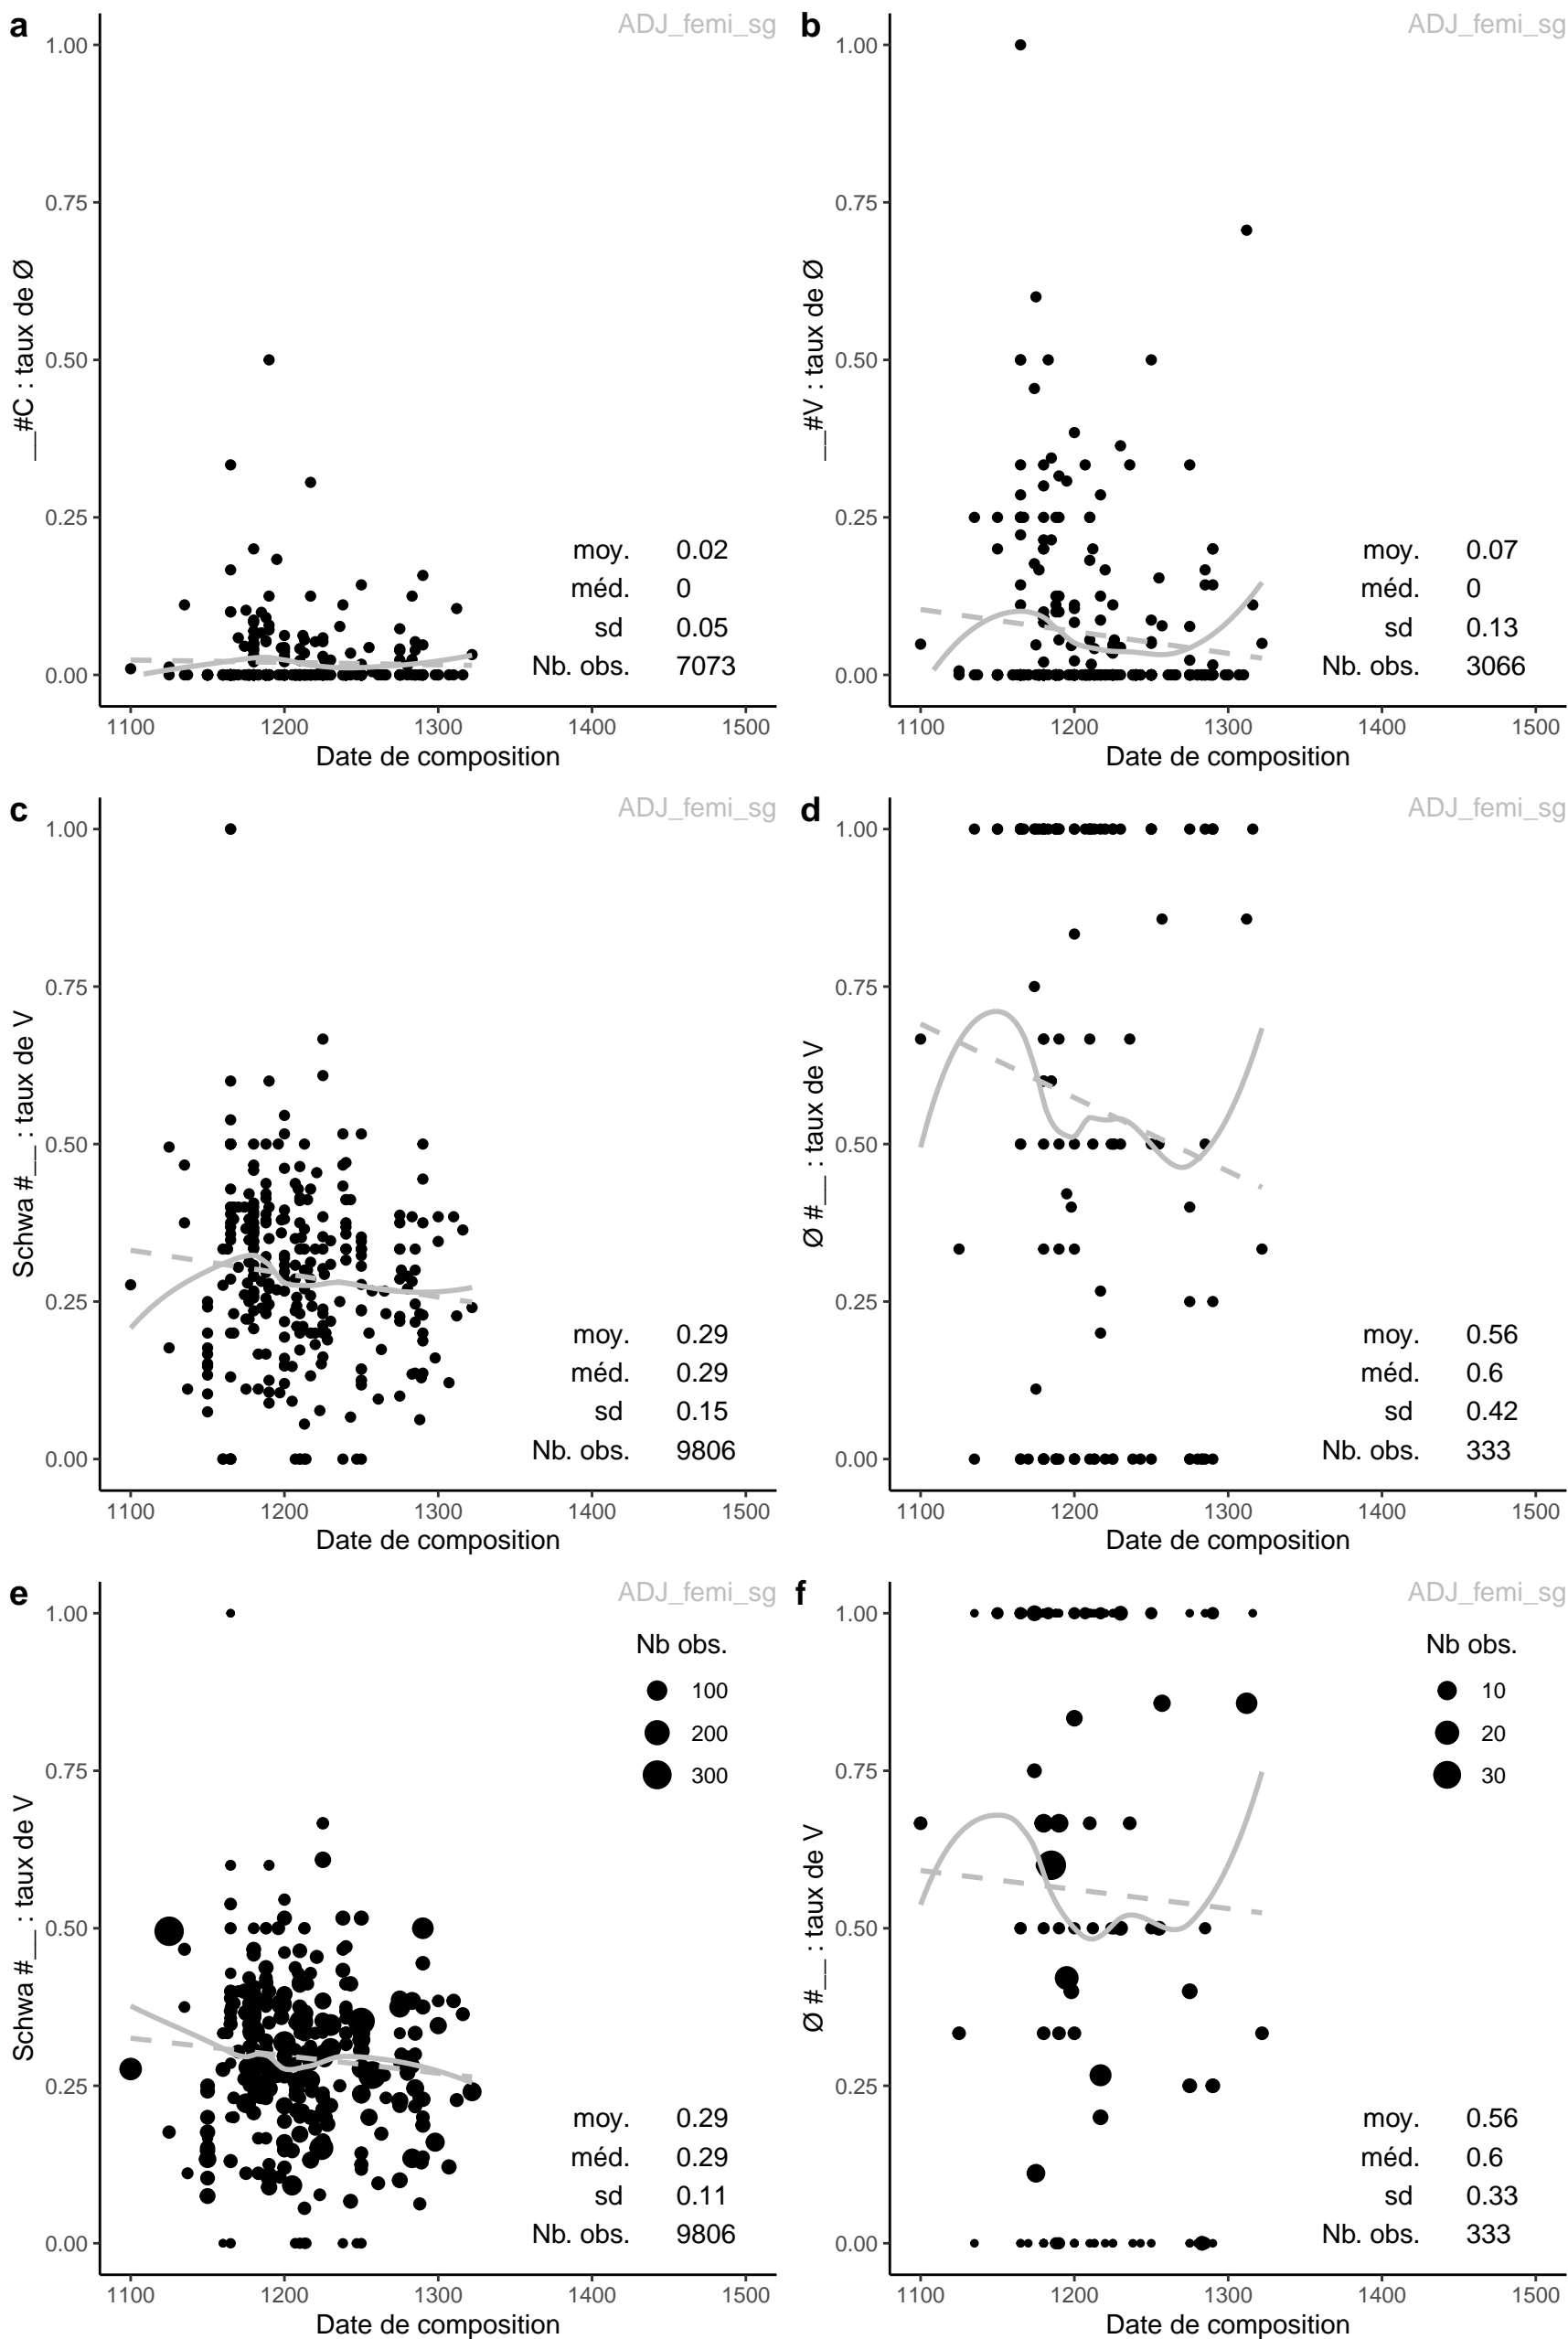 a ADJ_femi_sg
__#C : taux de Ø
1.00
0.75
0.50
0.25
0.00
moy. 0.02
méd. 0
sd 0.05
Nb. obs. 7073
1100 1200 1300 1400 1500
Date de composition
b ADJ_femi_sg
__#V : taux de Ø
1.00
0.75
0.50
0.25
0.00
moy. 0.07
méd. 0
sd 0.13
Nb. obs. 3066
1100 1200 1300 1400 1500
Date de composition
c ADJ_femi_sg
Schwa #__ : taux de V
1.00
0.75
0.50
0.25
0.00
moy. 0.29
méd. 0.29
sd 0.15
Nb. obs. 9806
1100 1200 1300 1400 1500
Date de composition
d ADJ_femi_sg
Ø #__ : taux de V
1.00
0.75
0.50
0.25
0.00
moy. 0.56
méd. 0.6
sd 0.42
Nb. obs. 333
1100 1200 1300 1400 1500
Date de composition
e ADJ_femi_sg
Schwa #__ : taux de V
1.00
0.75
0.50
0.25
0.00
Nb obs.
100
200
300
moy. 0.29
méd. 0.29
sd 0.11
Nb. obs. 9806
1100 1200 1300 1400 1500
Date de composition
f ADJ_femi_sg
Ø #__ : taux de V
1.00
0.75
0.50
0.25
0.00
Nb obs.
10
20
30
moy. 0.56
méd. 0.6
sd 0.33
Nb. obs. 333
1100 1200 1300 1400 1500
Date de composition